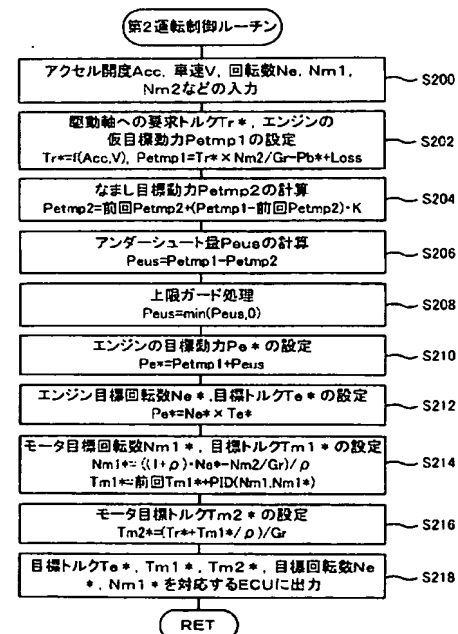 第2運転制御ルーチン
アクセル開度Acc, 車速V, 回転数Ne, Nm1,
Nm2などの入力
S200
駆動軸への要求トルクTr*, エンジンの
仮目標動力Petmp1の設定
Tr*=f(Acc,V), Petmp1=Tr*×Nm2/Gr-Pb*+Loss
S202
なまし目標動力Petmp2の計算
Petmp2=前回Petmp2+(Petmp1-前回Petmp2)・K
S204
アンダーシュート量Peusの計算
Peus=Petmp1-Petmp2
S206
上限ガード処理
Peus=min(Peus,0)
S208
エンジンの目標動力Pe*の設定
Pe*=Petmp1+Peus
S210
エンジン目標回転数Ne*,目標トルクTe*の設定
Pe*=Ne*×Te*
S212
モータ目標回転数Nm1*, 目標トルクTm1*の設定
Nm1*=((1+ρ)・Ne*-Nm2/Gr)/ρ
Tm1*=前回Tm1*+PID(Nm1,Nm1*)
S214
モータ目標トルクTm2*の設定
Tm2*=(Tr*+Tm1*/ρ)/Gr
S216
目標トルクTe*, Tm1*, Tm2*, 目標回転数Ne
*, Nm1*を対応するECUに出力
S218
RET